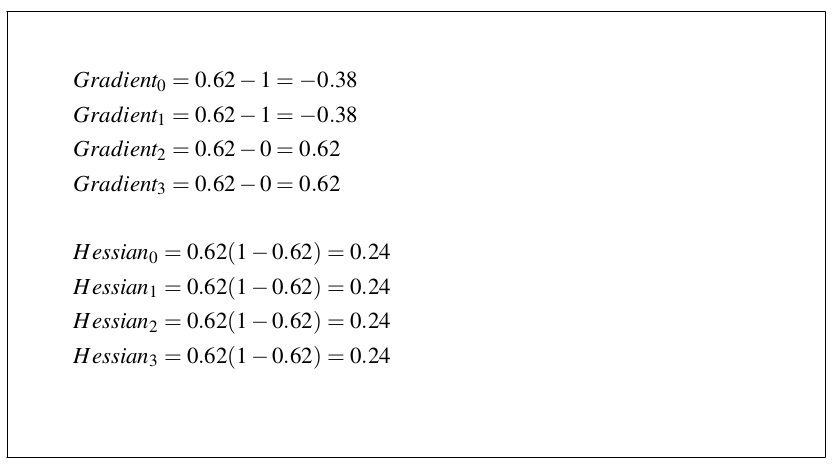 Gradient₀ = 0.62 − 1 = −0.38
Gradient₁ = 0.62 − 1 = −0.38
Gradient₂ = 0.62 − 0 = 0.62
Gradient₃ = 0.62 − 0 = 0.62
Hessian₀ = 0.62(1 − 0.62) = 0.24
Hessian₁ = 0.62(1 − 0.62) = 0.24
Hessian₂ = 0.62(1 − 0.62) = 0.24
Hessian₃ = 0.62(1 − 0.62) = 0.24